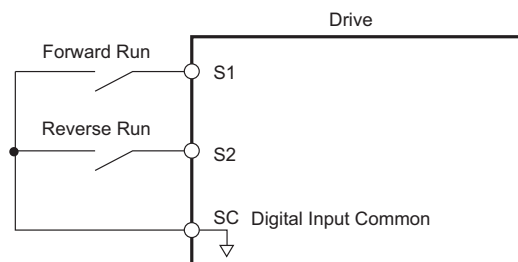 Drive
Forward Run
S1
Reverse Run
S2
SC Digital Input Common